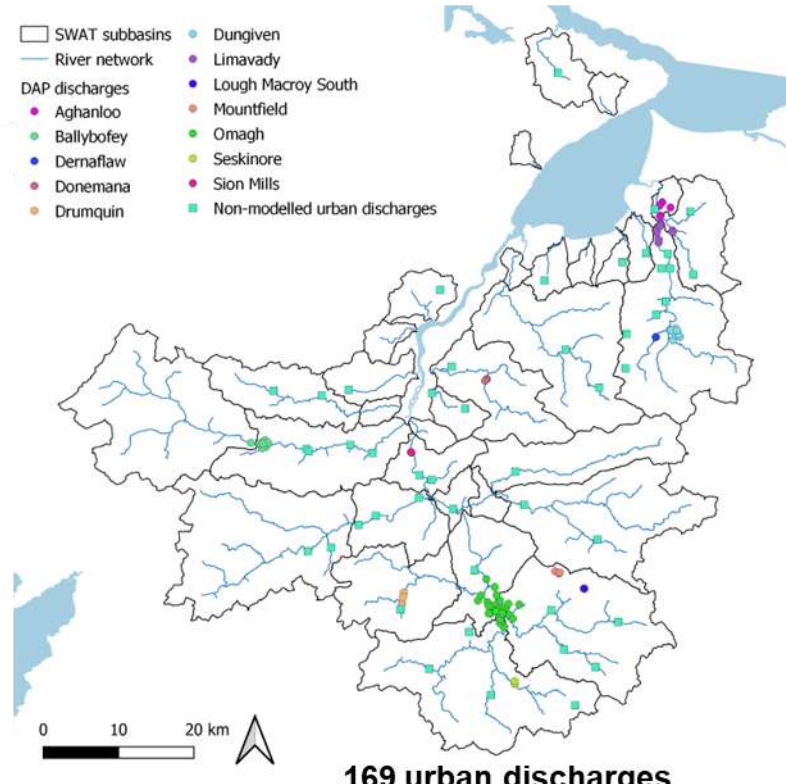 SWAT subbasins
River network
DAP discharges
Aghanloo
Ballybofey
Dernaflaw
Donemana
Drumquin
Dungiven
Limavady
Lough Macroy South
Mountfield
Omagh
Seskinore
Sion Mills
Non-modelled urban discharges
0 10 20 km
169 urban discharges